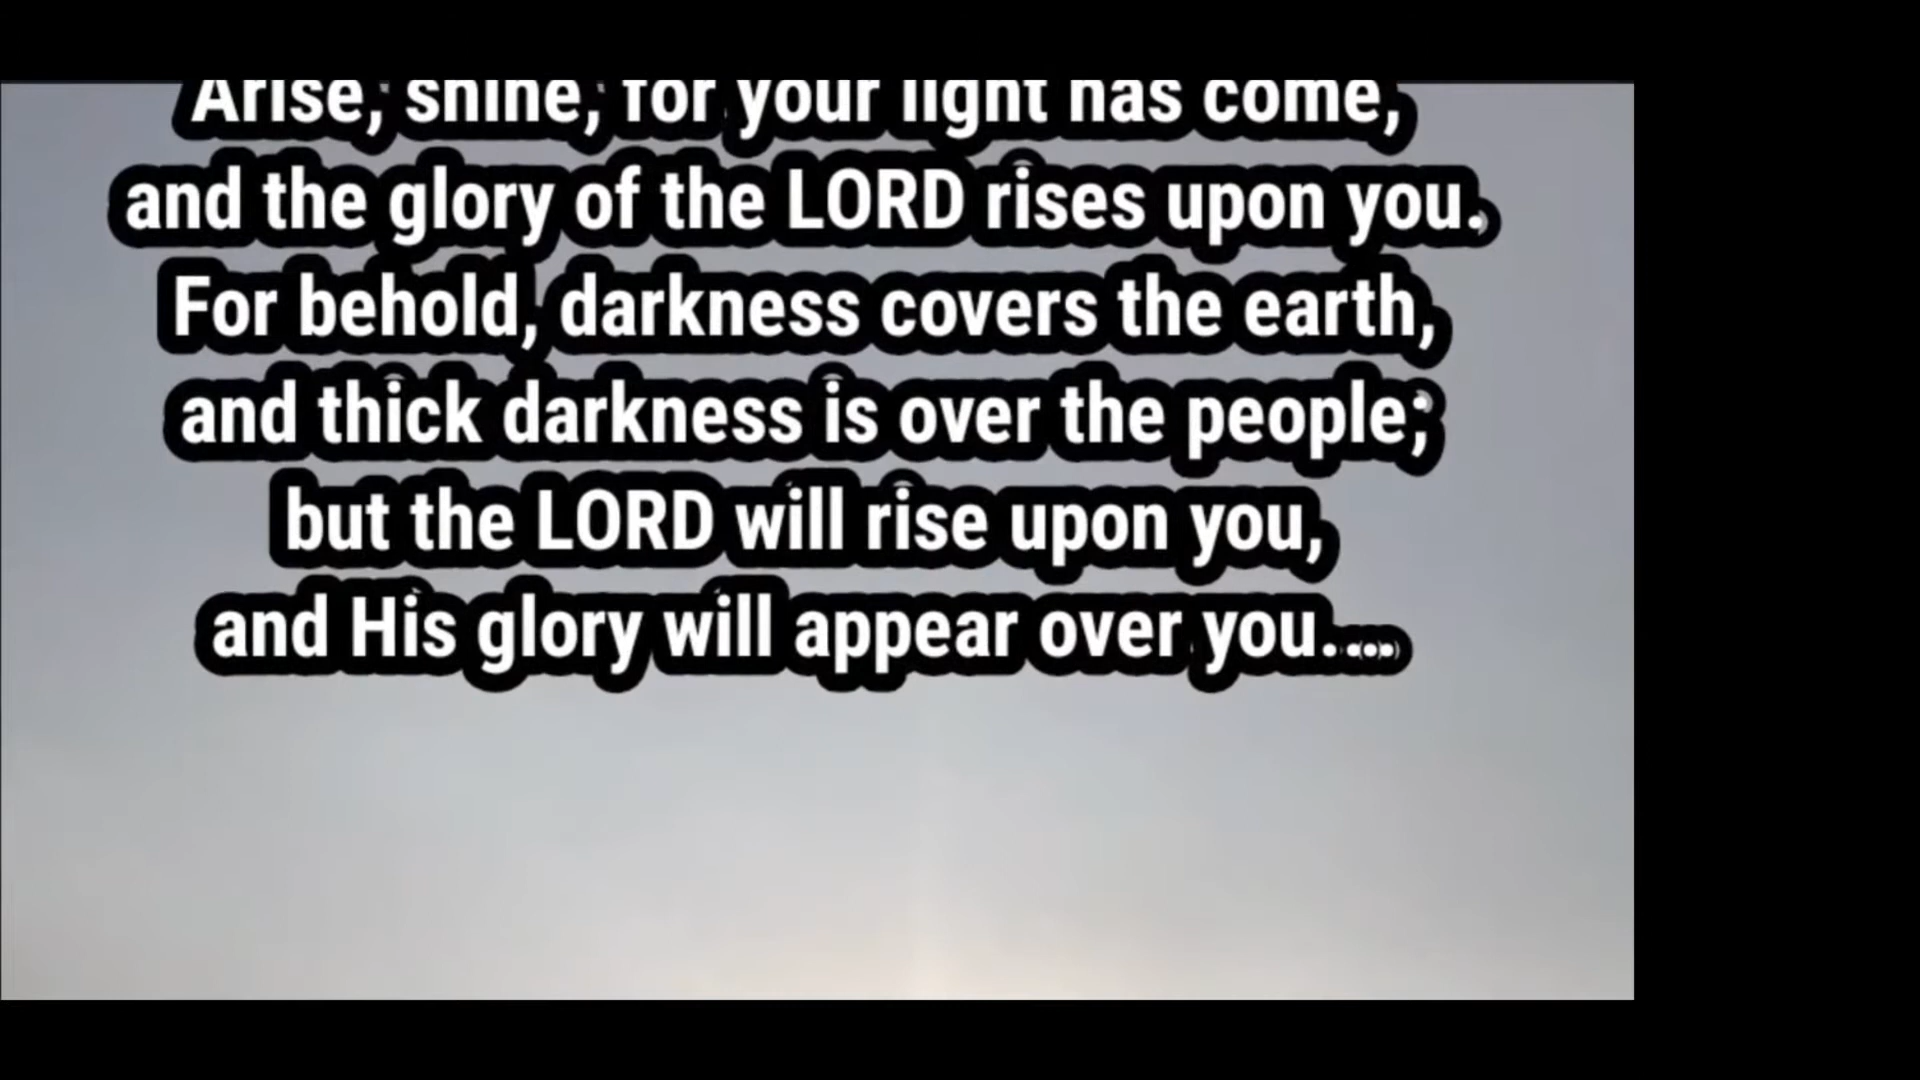 Arise, shine, for your light has come,
and the glory of the LORD rises upon you.
For behold, darkness covers the earth,
and thick darkness is over the people;
but the LORD will rise upon you,
and His glory will appear over you....